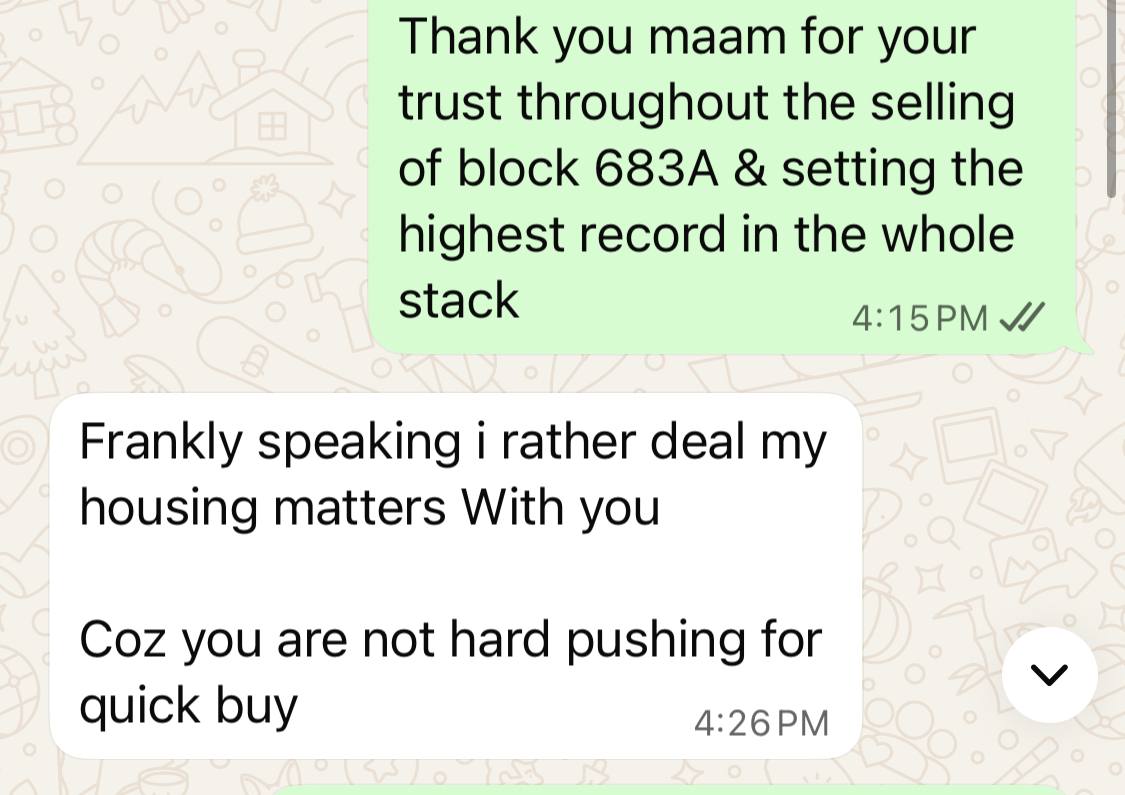 Thank you maam for your
trust throughout the selling
of block 683A & setting the
highest record in the whole
stack
4:15 PM
Frankly speaking i rather deal my
housing matters With you

Coz you are not hard pushing for
quick buy
4:26 PM